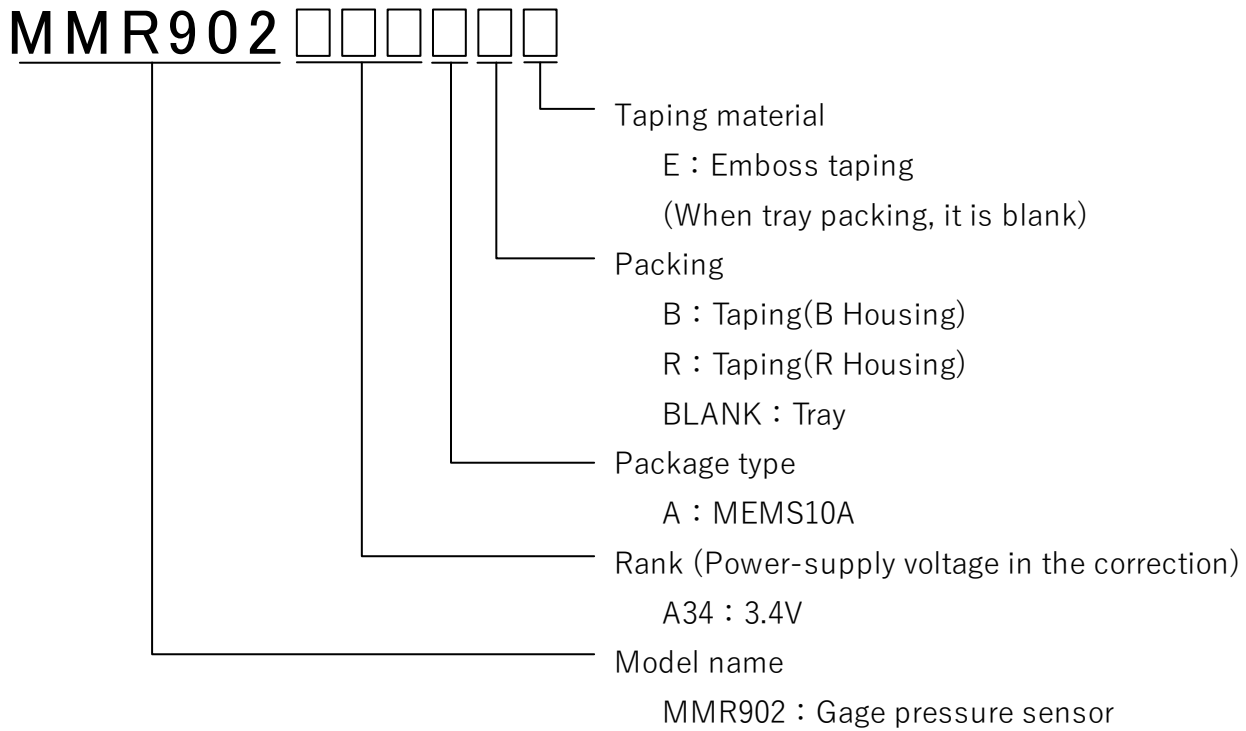 MMR902□□□□□□
Taping material
E：Emboss taping
(When tray packing, it is blank)
Packing
B：Taping(B Housing)
R：Taping(R Housing)
BLANK：Tray
Package type
A：MEMS10A
Rank (Power-supply voltage in the correction)
A34：3.4V
Model name
MMR902：Gage pressure sensor